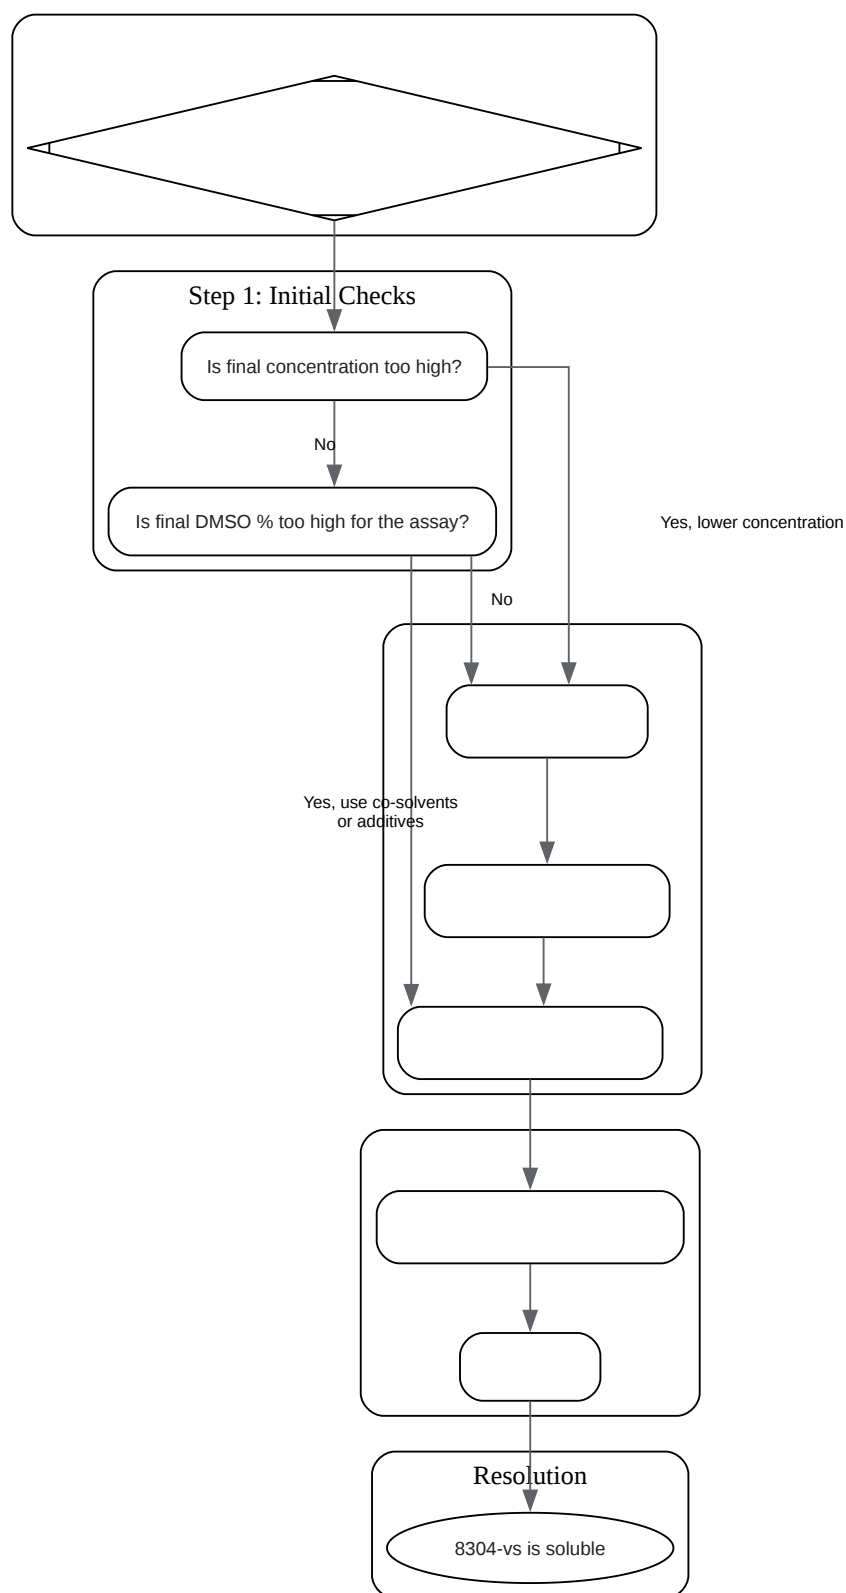 Step 1: Initial Checks
Is final concentration too high?
No
Is final DMSO % too high for the assay?
Yes, lower concentration
No
Yes, use co-solvents
or additives
Resolution
8304-vs is soluble